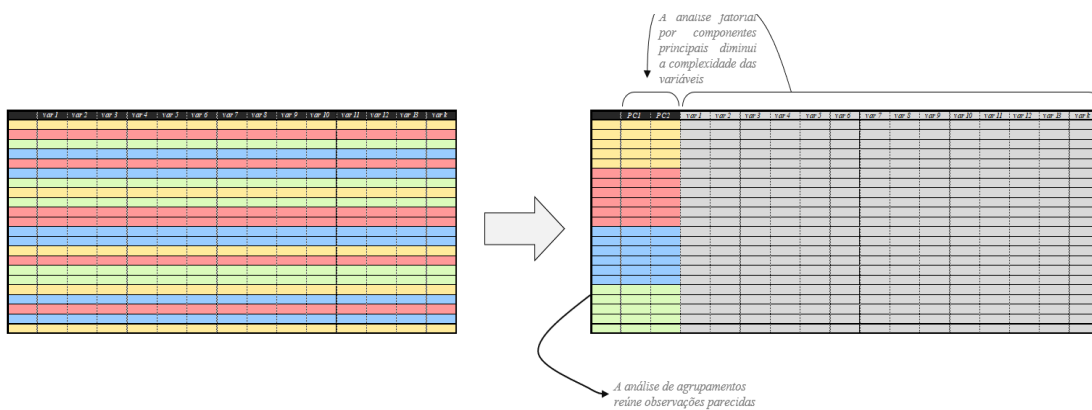 A analise fatorial
por componentes
principais diminui
a complexidade das
variáveis
var 1 var 2 var 3 var 4 var 5 var 6 var 7 var 8 var 9 var 10 var 11 var 12 var 13 var k
PC1 PC2 var 1 var 2 var 3 var 4 var 5 var 6 var 7 var 8 var 9 var 10 var 11 var 12 var 13 var k
A análise de agrupamentos
reúne observações parecidas